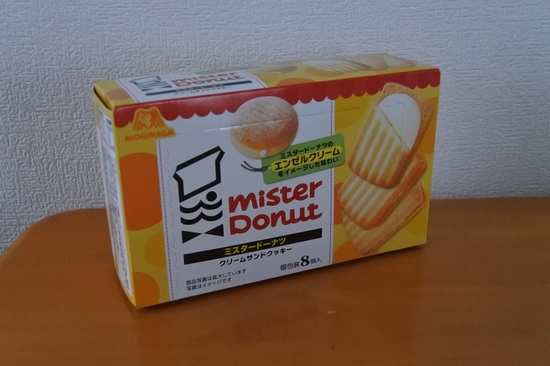 mister
Donut
MORINAGA
ミスタードーナツの
エンゼルクリーム
をイメージした味わい
mister
Donut
ミスタードーナツ
クリームサンドクッキー
個包装8個入
個品写真は拡大しています
写真はイメージです